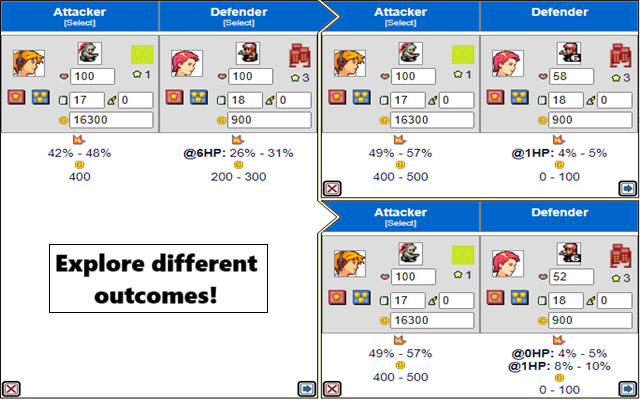 Attacker
[Select]
Defender
[Select]
100
1
100
3
17
0
18
0
16300
900
42% - 48%
@6HP: 26% - 31%
400
200 - 300
Explore different
outcomes!
Attacker
[Select]
Defender
100
1
58
3
17
0
18
0
16300
900
49% - 57%
@1HP: 4% - 5%
400 - 500
0 - 100
Attacker
[Select]
Defender
100
1
52
3
17
0
18
0
16300
900
49% - 57%
@0HP: 4% - 5%
@1HP: 8% - 10%
400 - 500
0 - 100